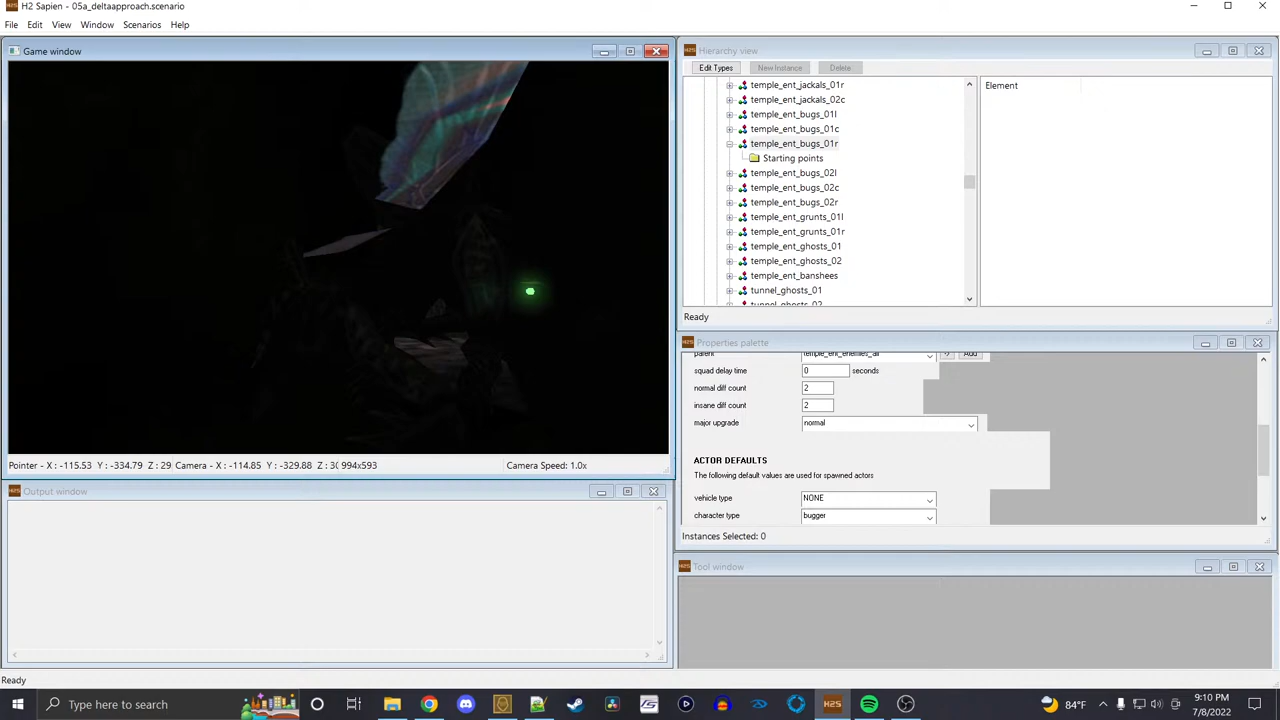 H2 Sapien - 05a_deltaapproach.scenario
File Edit View Window Scenarios Help
Game window
Pointer - X : -115.53 Y : -334.79 Z : 29 Camera - X : -114.85 Y : -329.88 Z : 30 994x593 Camera Speed: 1.0x
Output window
Hierarchy view
Edit Types New Instance Delete
temple_ent_jackals_01r
temple_ent_jackals_02c
temple_ent_bugs_01l
temple_ent_bugs_01c
temple_ent_bugs_01r
Starting points
temple_ent_bugs_02l
temple_ent_bugs_02c
temple_ent_bugs_02r
temple_ent_grunts_01l
temple_ent_grunts_01r
temple_ent_ghosts_01
temple_ent_ghosts_02
temple_ent_banshees
tunnel_ghosts_01
tunnel_ghosts_02
Element
Ready
Properties palette
parent temple_ent_enemies_all -> Add
squad delay time 0 seconds
normal diff count 2
insane diff count 2
major upgrade normal
ACTOR DEFAULTS
The following default values are used for spawned actors
vehicle type NONE
character type bugger
Instances Selected: 0
Tool window
Ready
Type here to search
84°F
9:10 PM
7/8/2022